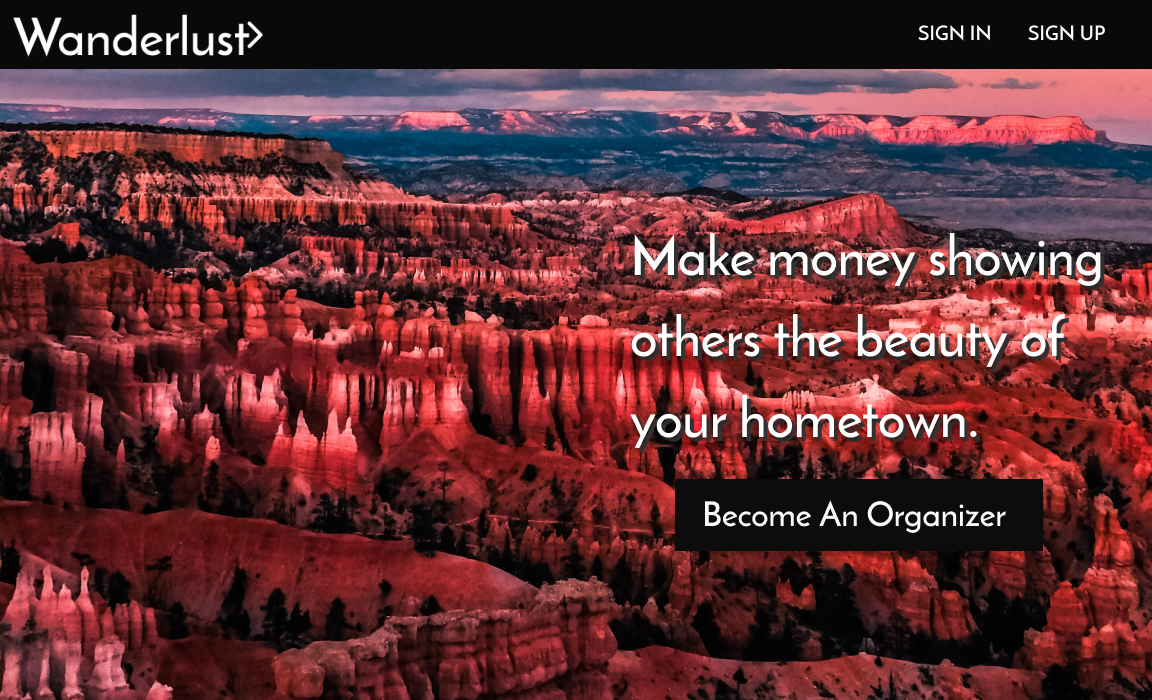 Wanderlust
SIGN IN
SIGN UP
Make money showing
others the beauty of
your hometown.
Become An Organizer